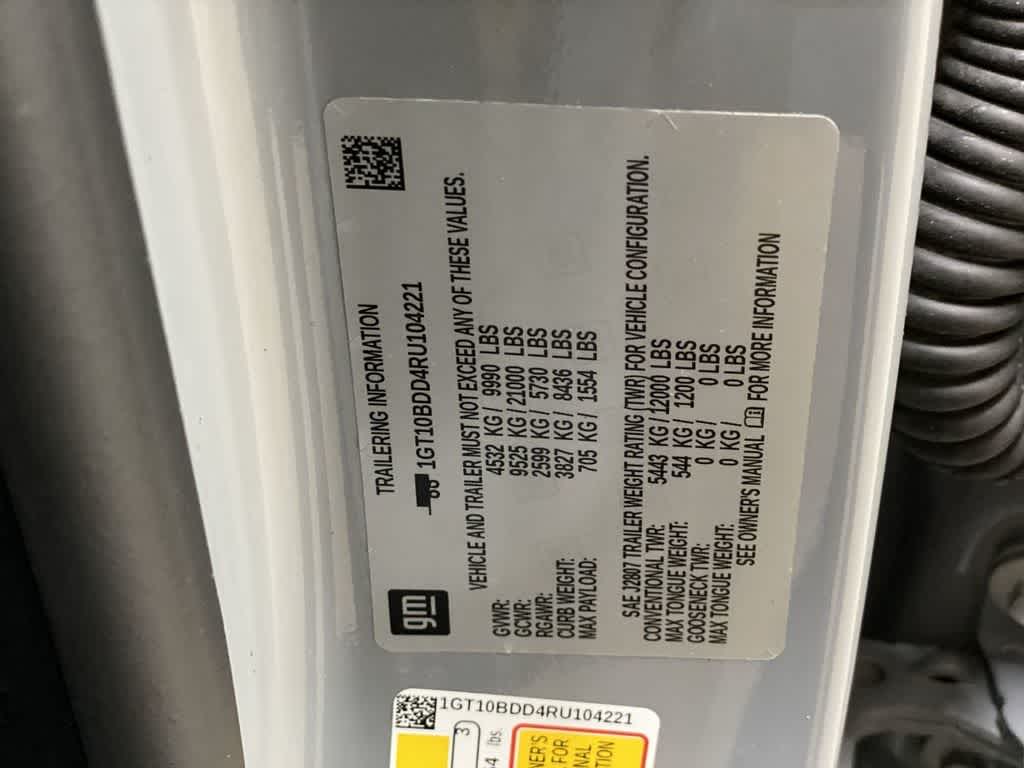 gm
TRAILERING INFORMATION
1GT10BDD4RU104221
VEHICLE AND TRAILER MUST NOT EXCEED ANY OF THESE VALUES.
GVWR: 4532 KG/ 9990 LBS
GCWR: 9525 KG/21000 LBS
RGAWR: 2599 KG/ 5730 LBS
CURB WEIGHT: 3827 KG/ 8436 LBS
MAX PAYLOAD: 705 KG/ 1554 LBS
SAE J2807 TRAILER WEIGHT RATING (TWR) FOR VEHICLE CONFIGURATION.
CONVENTIONAL TWR: 5443 KG/12000 LBS
MAX TONGUE WEIGHT: 544 KG/ 1200 LBS
GOOSENECK TWR: 0 KG/ 0 LBS
MAX TONGUE WEIGHT: 0 KG/ 0 LBS
SEE OWNER'S MANUAL FOR MORE INFORMATION
1GT10BDD4RU104221
3
lbs.
NER'S
FOR